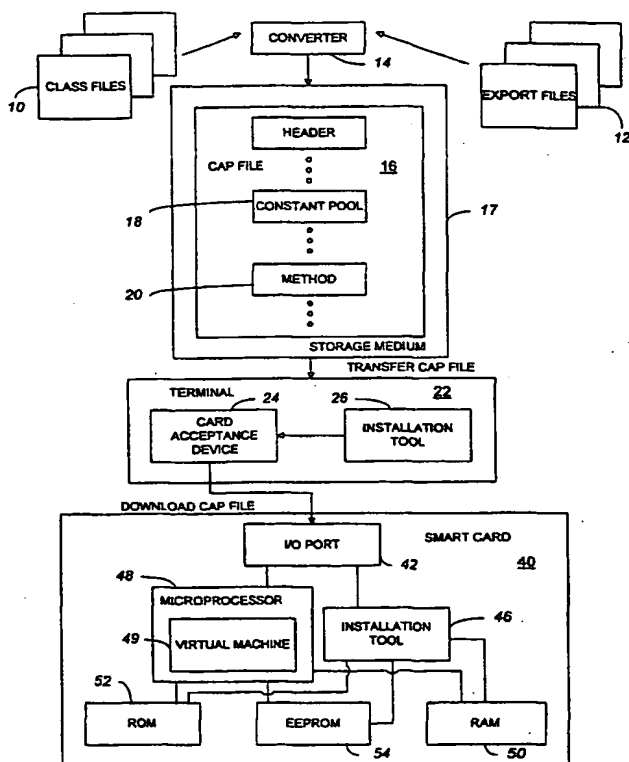 CONVERTER
14
CLASS FILES
10
EXPORT FILES
12
HEADER
CAP FILE
16
18
CONSTANT POOL
17
20
METHOD
STORAGE MEDIUM
TRANSFER CAP FILE
TERMINAL
24
26
22
CARD
ACCEPTANCE
DEVICE
INSTALLATION
TOOL
DOWNLOAD CAP FILE
I/O PORT
SMART CARD
42
40
48
MICROPROCESSOR
46
49
VIRTUAL MACHINE
INSTALLATION
TOOL
52
ROM
EEPROM
RAM
54
50